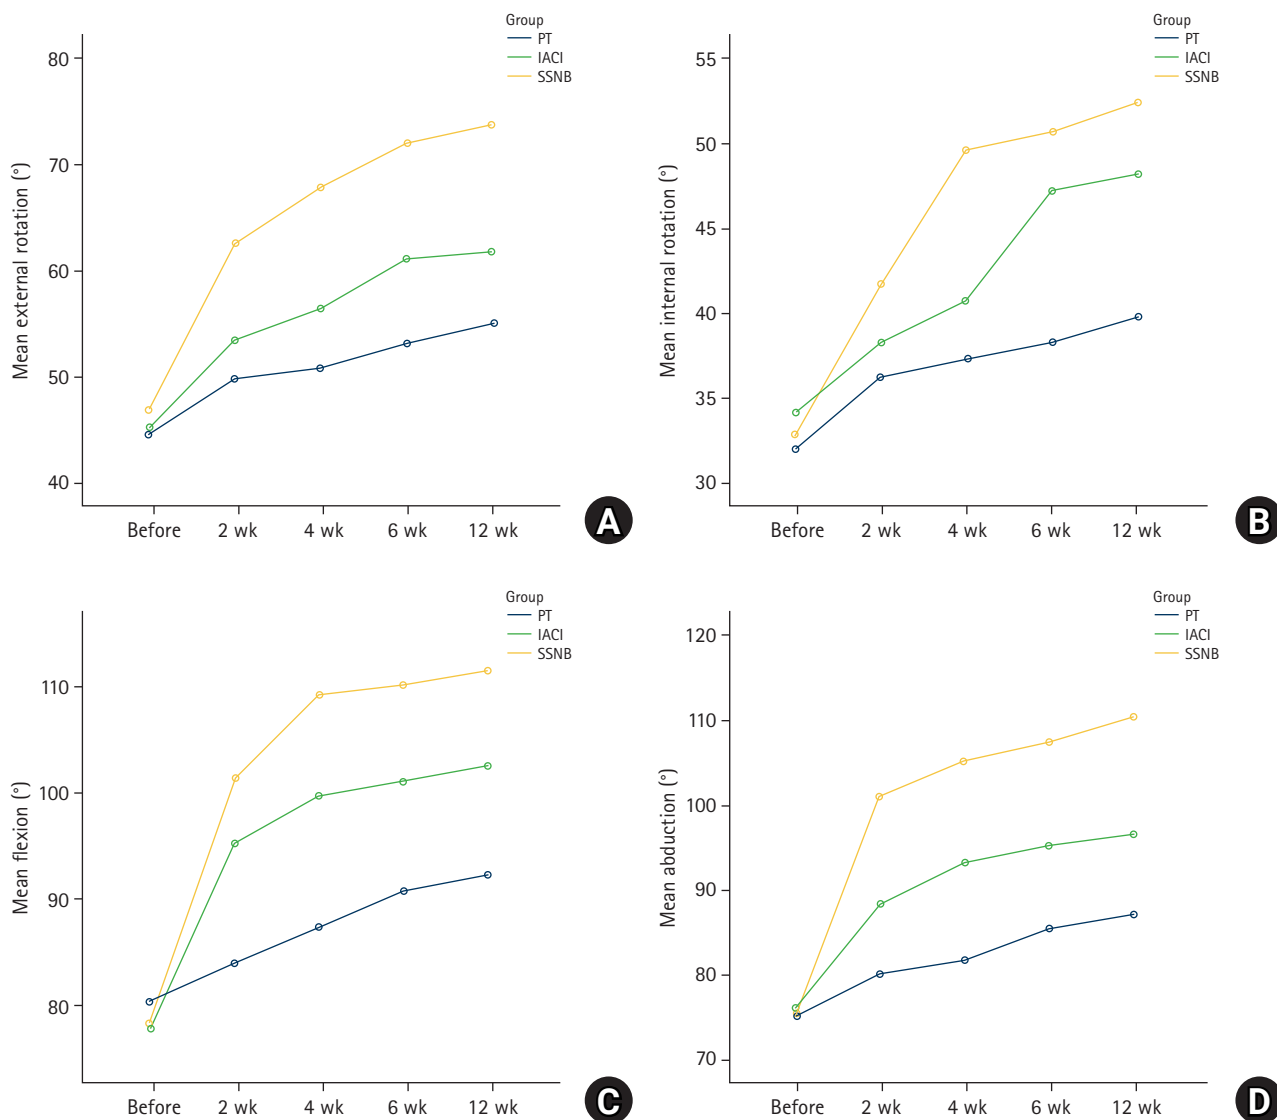 Group
PT
IACI
SSNB
80
70
60
50
40
Mean external rotation (°)
Before 2 wk 4 wk 6 wk 12 wk
A
Group
PT
IACI
SSNB
55
50
45
40
35
30
Mean internal rotation (°)
Before 2 wk 4 wk 6 wk 12 wk
B
Group
PT
IACI
SSNB
110
100
90
80
Mean flexion (°)
Before 2 wk 4 wk 6 wk 12 wk
C
Group
PT
IACI
SSNB
120
110
100
90
80
70
Mean abduction (°)
Before 2 wk 4 wk 6 wk 12 wk
D